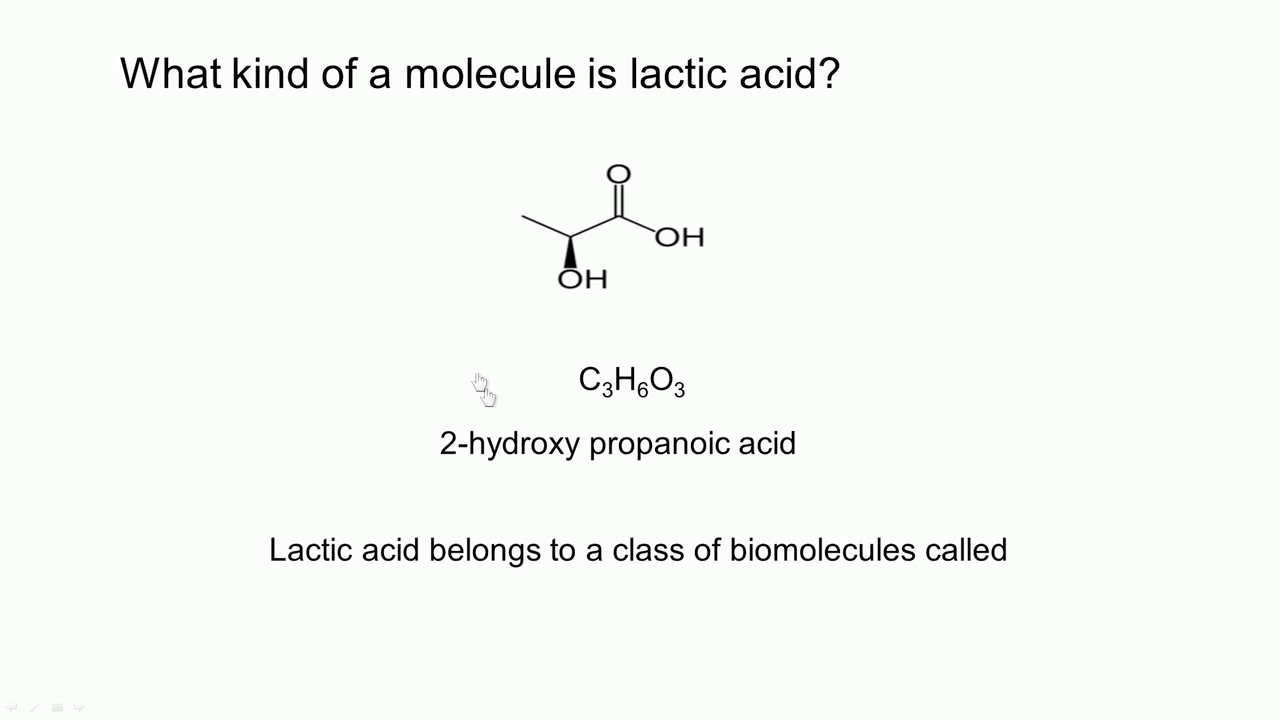 What kind of a molecule is lactic acid?
O
OH
OH
C₃H₆O₃
2-hydroxy propanoic acid
Lactic acid belongs to a class of biomolecules called